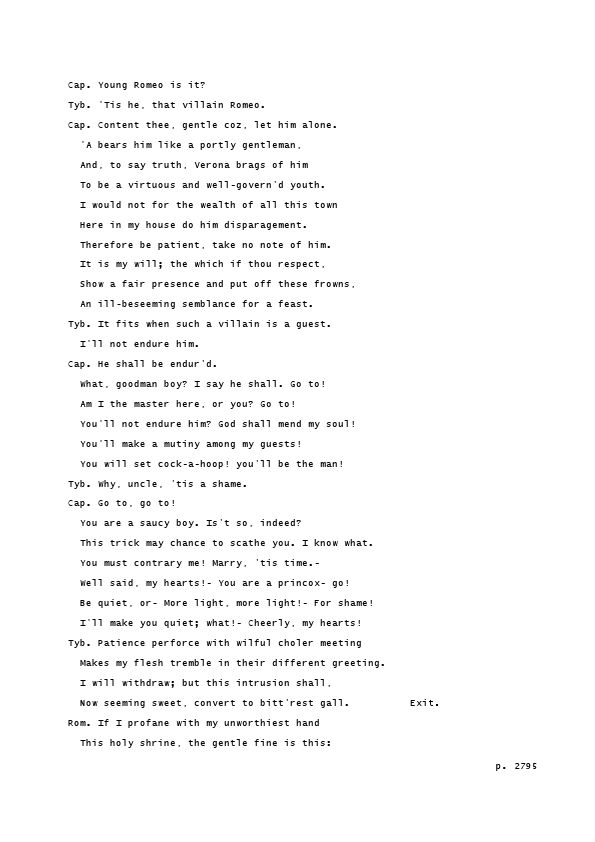 Cap. Young Romeo is it?
Tyb. 'Tis he, that villain Romeo.
Cap. Content thee, gentle coz, let him alone.
'A bears him like a portly gentleman,
And, to say truth, Verona brags of him
To be a virtuous and well-govern'd youth.
I would not for the wealth of all this town
Here in my house do him disparagement.
Therefore be patient, take no note of him.
It is my will; the which if thou respect,
Show a fair presence and put off these frowns,
An ill-beseeming semblance for a feast.
Tyb. It fits when such a villain is a guest.
I'll not endure him.
Cap. He shall be endur'd.
What, goodman boy? I say he shall. Go to!
Am I the master here, or you? Go to!
You'll not endure him? God shall mend my soul!
You'll make a mutiny among my guests!
You will set cock-a-hoop! you'll be the man!
Tyb. Why, uncle, 'tis a shame.
Cap. Go to, go to!
You are a saucy boy. Is't so, indeed?
This trick may chance to scathe you. I know what.
You must contrary me! Marry, 'tis time.-
Well said, my hearts!- You are a princox- go!
Be quiet, or- More light, more light!- For shame!
I'll make you quiet; what!- Cheerly, my hearts!
Tyb. Patience perforce with wilful choler meeting
Makes my flesh tremble in their different greeting.
I will withdraw; but this intrusion shall,
Now seeming sweet, convert to bitt'rest gall. Exit.
Rom. If I profane with my unworthiest hand
This holy shrine, the gentle fine is this:
p. 2795